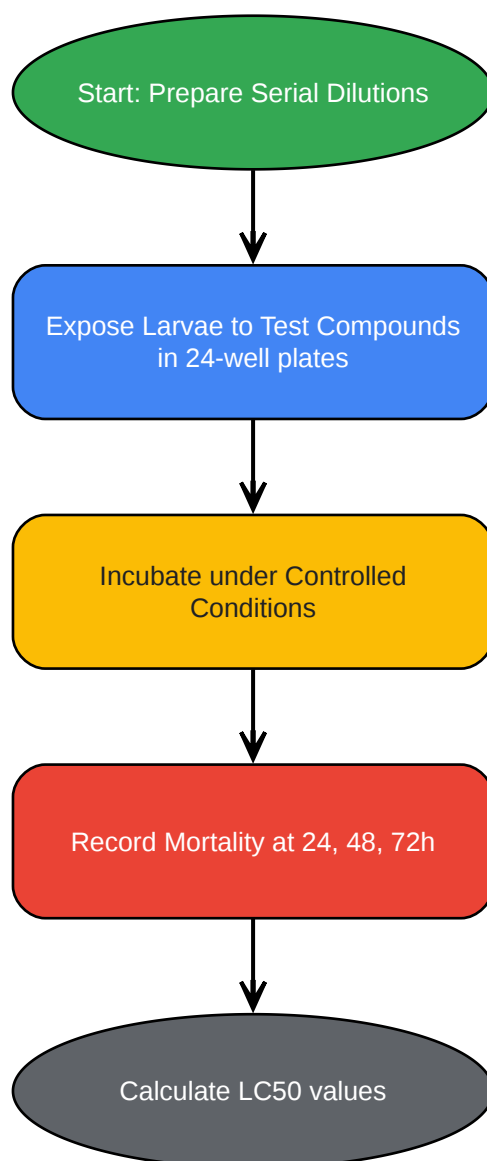 Start: Prepare Serial Dilutions
Expose Larvae to Test Compounds
in 24-well plates
Incubate under Controlled
Conditions
Record Mortality at 24, 48, 72h
Calculate LC50 values